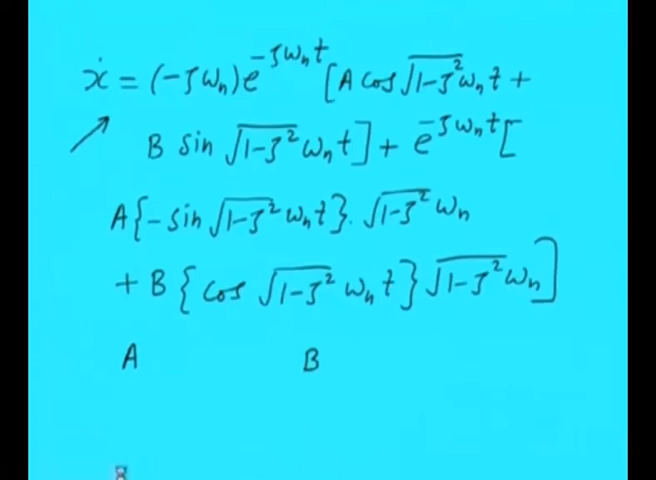 ẋ = (-ζωₙ)e^{-ζωₙt}[A cos√(1-ζ²)ωₙt +
B sin √(1-ζ²)ωₙt] + e^{-ζωₙt}[
A{-sin√(1-ζ²)ωₙt}.√(1-ζ²)ωₙ
+ B{cos √(1-ζ²)ωₙt}√(1-ζ²)ωₙ]
A B